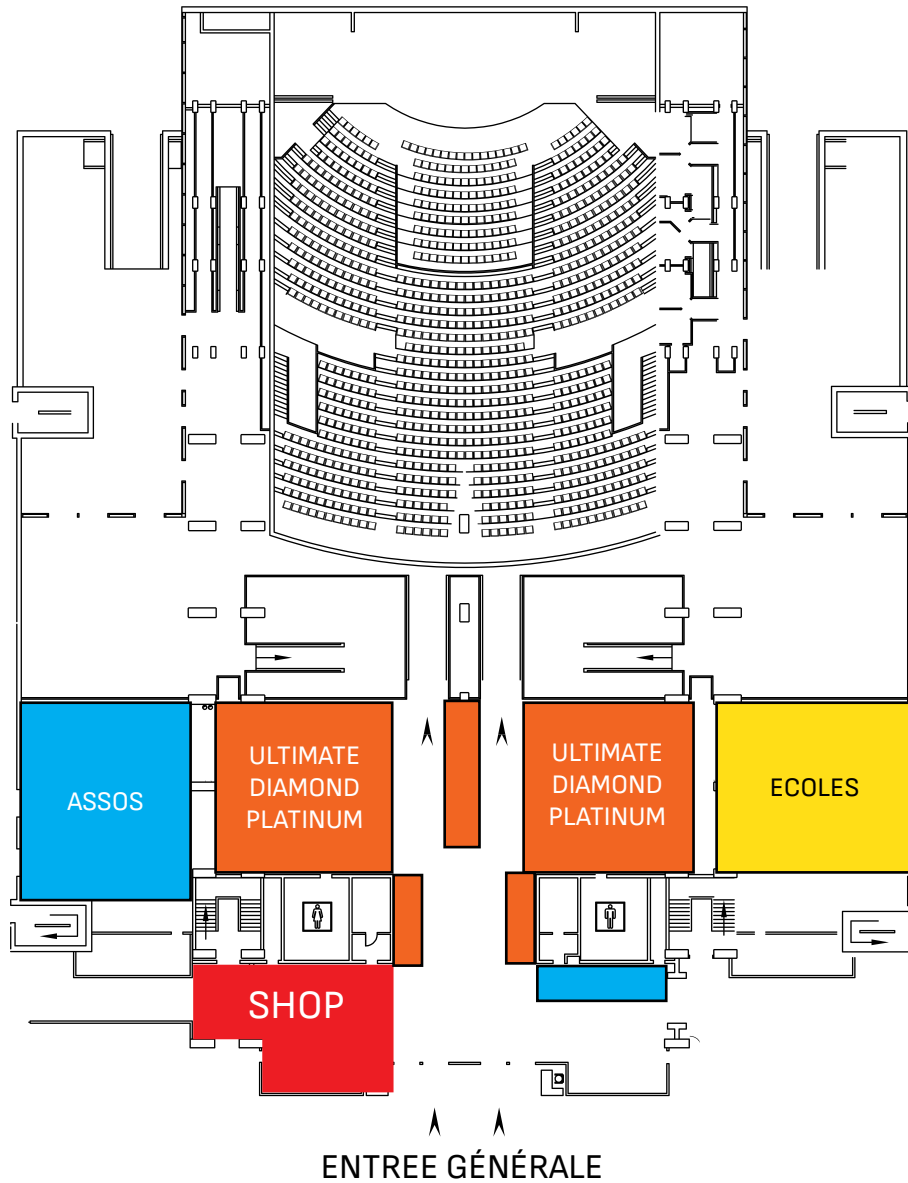 ASSOS
ULTIMATE
DIAMOND
PLATINUM
ULTIMATE
DIAMOND
PLATINUM
ECOLES
SHOP
ENTREE GÉNÉRALE